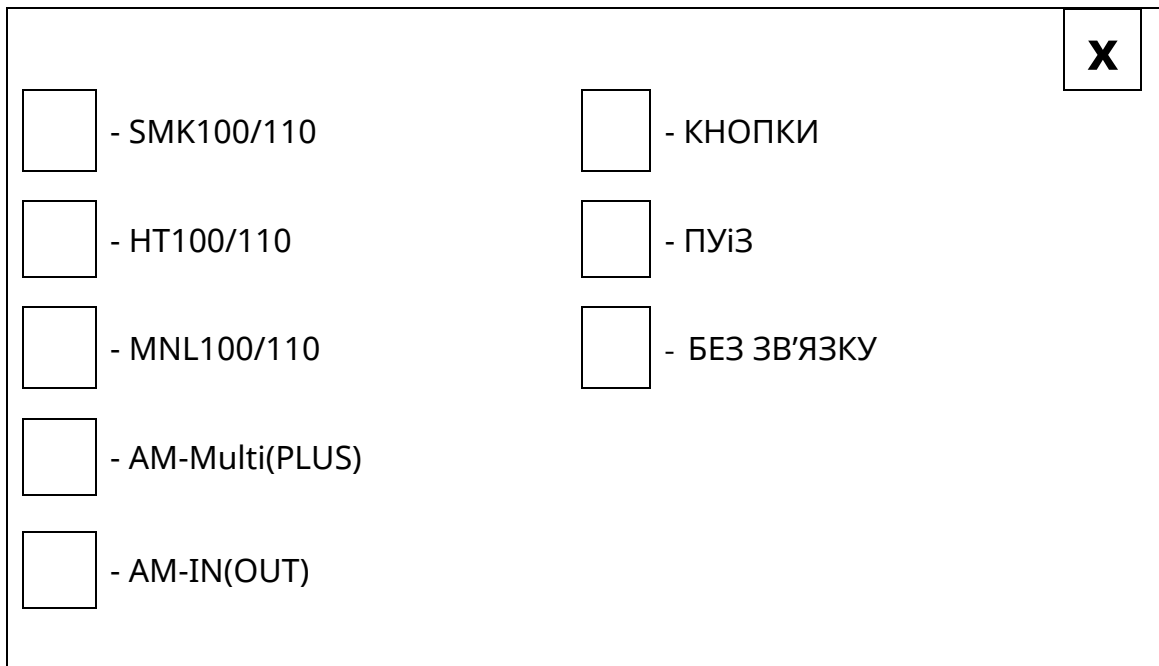 x
- SMK100/110
- HT100/110
- MNL100/110
- AM-Multi(PLUS)
- AM-IN(OUT)
- КНОПКИ
- ПУіЗ
- БЕЗ ЗВ’ЯЗКУ